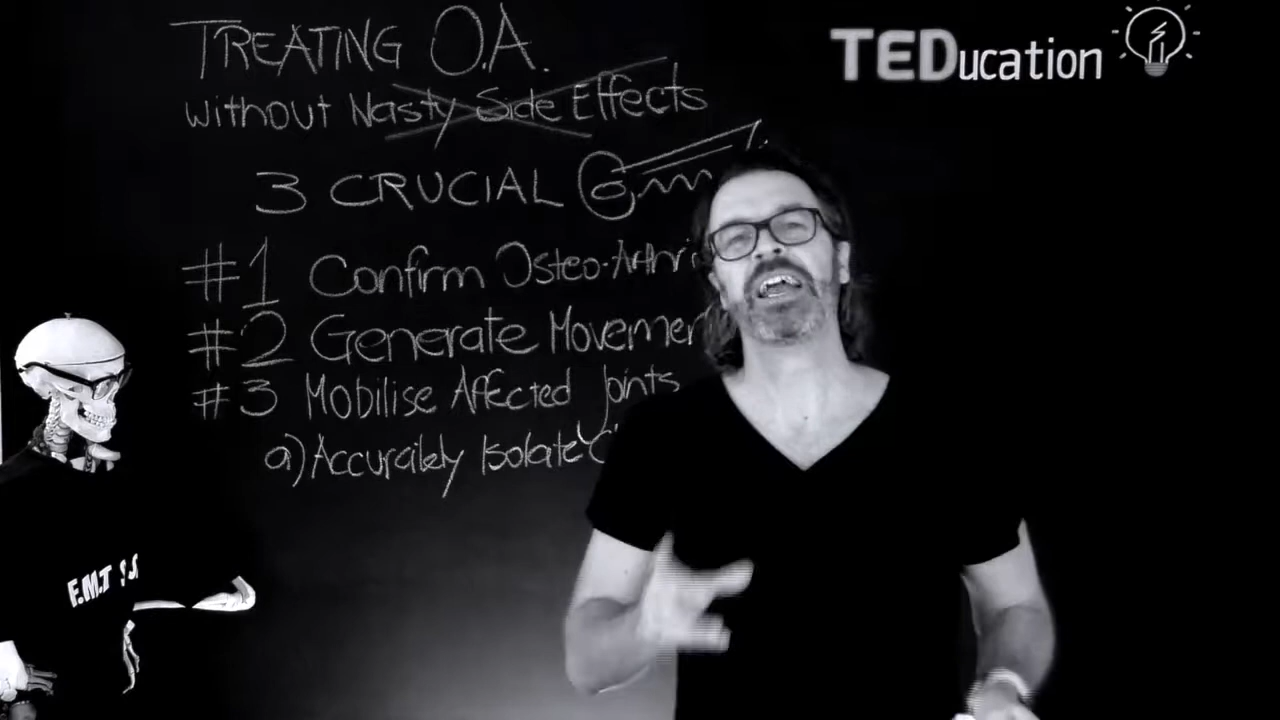 TREATING O.A.
without Nasty Side Effects
3 CRUCIAL
#1 Confirm Osteo-Arthri
#2 Generate Movemen
#3 Mobilise Affected Joints
a) Accurately Isolate
TEDucation
E.M.T